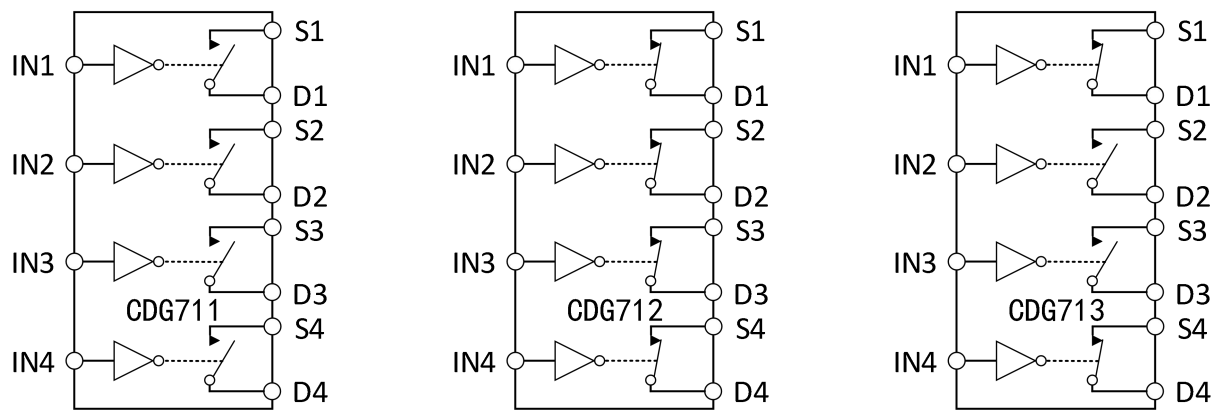 IN1
S1
D1
IN2
S2
D2
IN3
S3
D3
CDG711
IN4
S4
D4
IN1
S1
D1
IN2
S2
D2
IN3
S3
D3
CDG712
IN4
S4
D4
IN1
S1
D1
IN2
S2
D2
IN3
S3
D3
CDG713
IN4
S4
D4